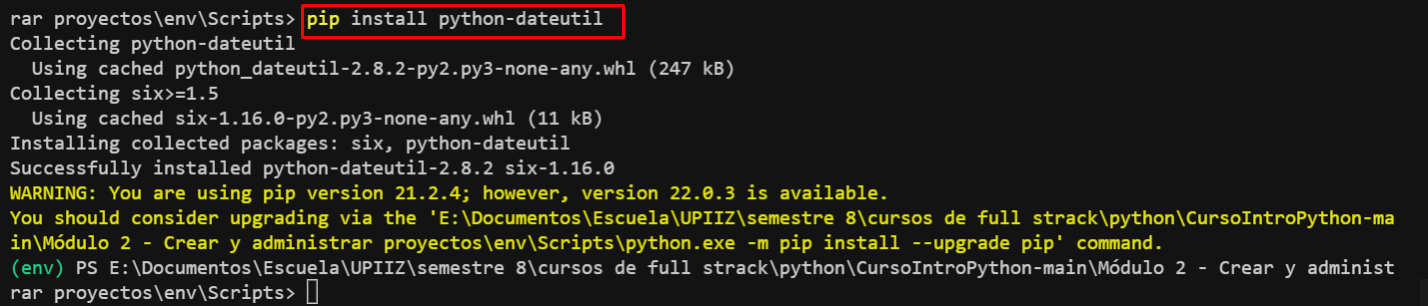 rar proyectos\env\Scripts> pip install python-dateutil
Collecting python-dateutil
  Using cached python_dateutil-2.8.2-py2.py3-none-any.whl (247 kB)
Collecting six>=1.5
  Using cached six-1.16.0-py2.py3-none-any.whl (11 kB)
Installing collected packages: six, python-dateutil
Successfully installed python-dateutil-2.8.2 six-1.16.0
WARNING: You are using pip version 21.2.4; however, version 22.0.3 is available.
You should consider upgrading via the 'E:\Documentos\Escuela\UPIIZ\semestre 8\cursos de full strack\python\CursoIntroPython-ma
in\Módulo 2 - Crear y administrar proyectos\env\Scripts\python.exe -m pip install --upgrade pip' command.
(env) PS E:\Documentos\Escuela\UPIIZ\semestre 8\cursos de full strack\python\CursoIntroPython-main\Módulo 2 - Crear y administ
rar proyectos\env\Scripts>